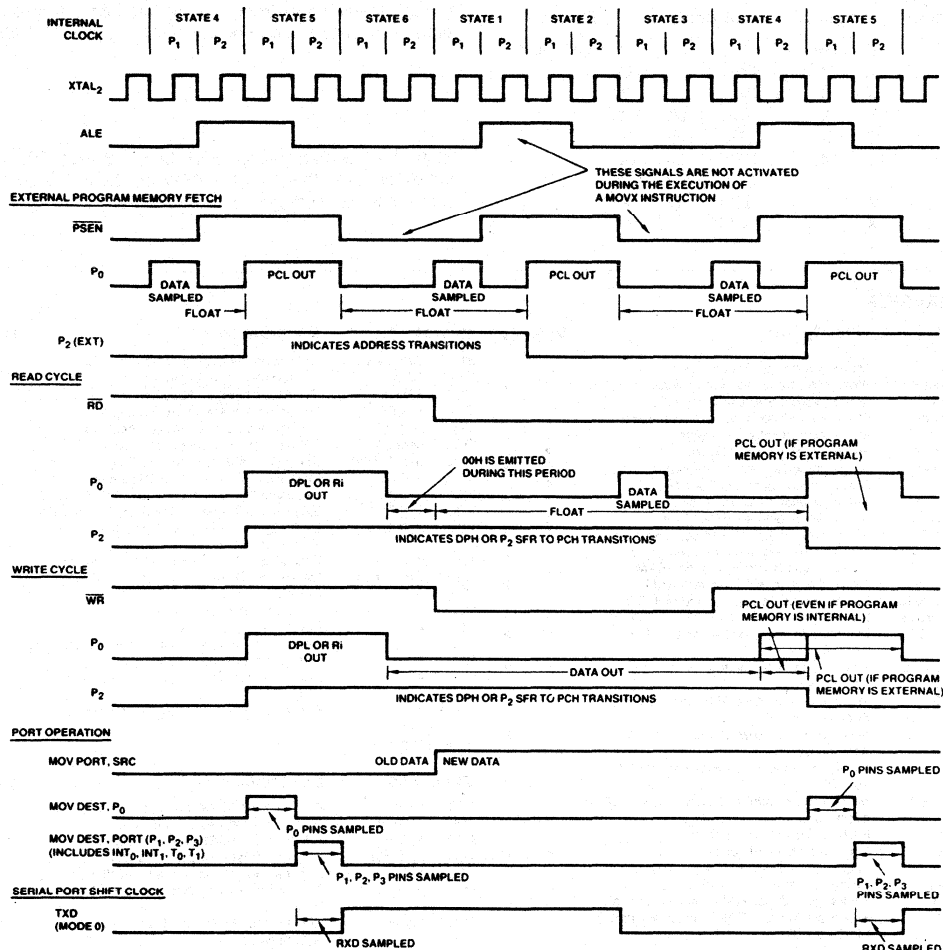 INTERNAL CLOCK
STATE 4 STATE 5 STATE 6 STATE 1 STATE 2 STATE 3 STATE 4 STATE 5
P1 P2 P1 P2 P1 P2 P1 P2 P1 P2 P1 P2 P1 P2 P1 P2
XTAL2
ALE
THESE SIGNALS ARE NOT ACTIVATED
DURING THE EXECUTION OF
A MOVX INSTRUCTION
EXTERNAL PROGRAM MEMORY FETCH
PSEN
P0
DATA SAMPLED
PCL OUT
DATA SAMPLED
PCL OUT
DATA SAMPLED
PCL OUT
FLOAT FLOAT FLOAT
P2 (EXT)
INDICATES ADDRESS TRANSITIONS
READ CYCLE
RD
00H IS EMITTED
DURING THIS PERIOD
PCL OUT (IF PROGRAM
MEMORY IS EXTERNAL)
P0
DPL OR Ri
OUT
DATA
SAMPLED
FLOAT
P2
INDICATES DPH OR P2 SFR TO PCH TRANSITIONS
WRITE CYCLE
WR
PCL OUT (EVEN IF PROGRAM
MEMORY IS INTERNAL)
P0
DPL OR Ri
OUT
DATA OUT
PCL OUT (IF PROGRAM
MEMORY IS EXTERNAL)
P2
INDICATES DPH OR P2 SFR TO PCH TRANSITIONS
PORT OPERATION
MOV PORT, SRC
OLD DATA NEW DATA
P0 PINS SAMPLED
MOV DEST, P0
P0 PINS SAMPLED
MOV DEST, PORT (P1, P2, P3)
(INCLUDES INT0, INT1, T0, T1)
P1, P2, P3 PINS SAMPLED
P1, P2, P3
PINS SAMPLED
SERIAL PORT SHIFT CLOCK
TXD
(MODE 0)
RXD SAMPLED
RXD SAMPLED